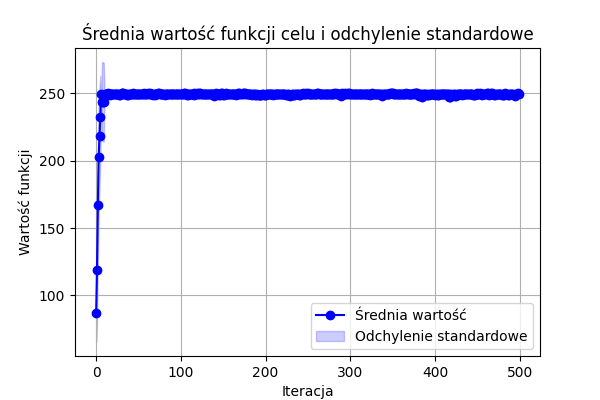 Średnia wartość funkcji celu i odchylenie standardowe
250
200
150
100
Wartość funkcji
0 100 200 300 400 500
Iteracja
Średnia wartość
Odchylenie standardowe